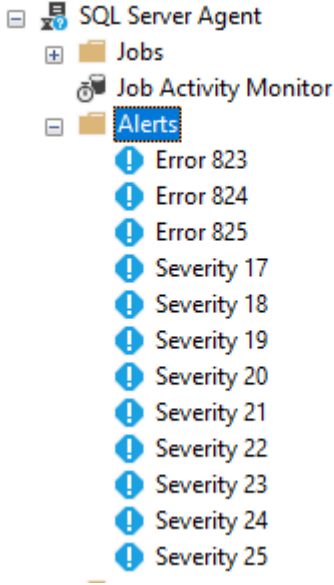 SQL Server Agent
Jobs
Job Activity Monitor
Alerts
Error 823
Error 824
Error 825
Severity 17
Severity 18
Severity 19
Severity 20
Severity 21
Severity 22
Severity 23
Severity 24
Severity 25